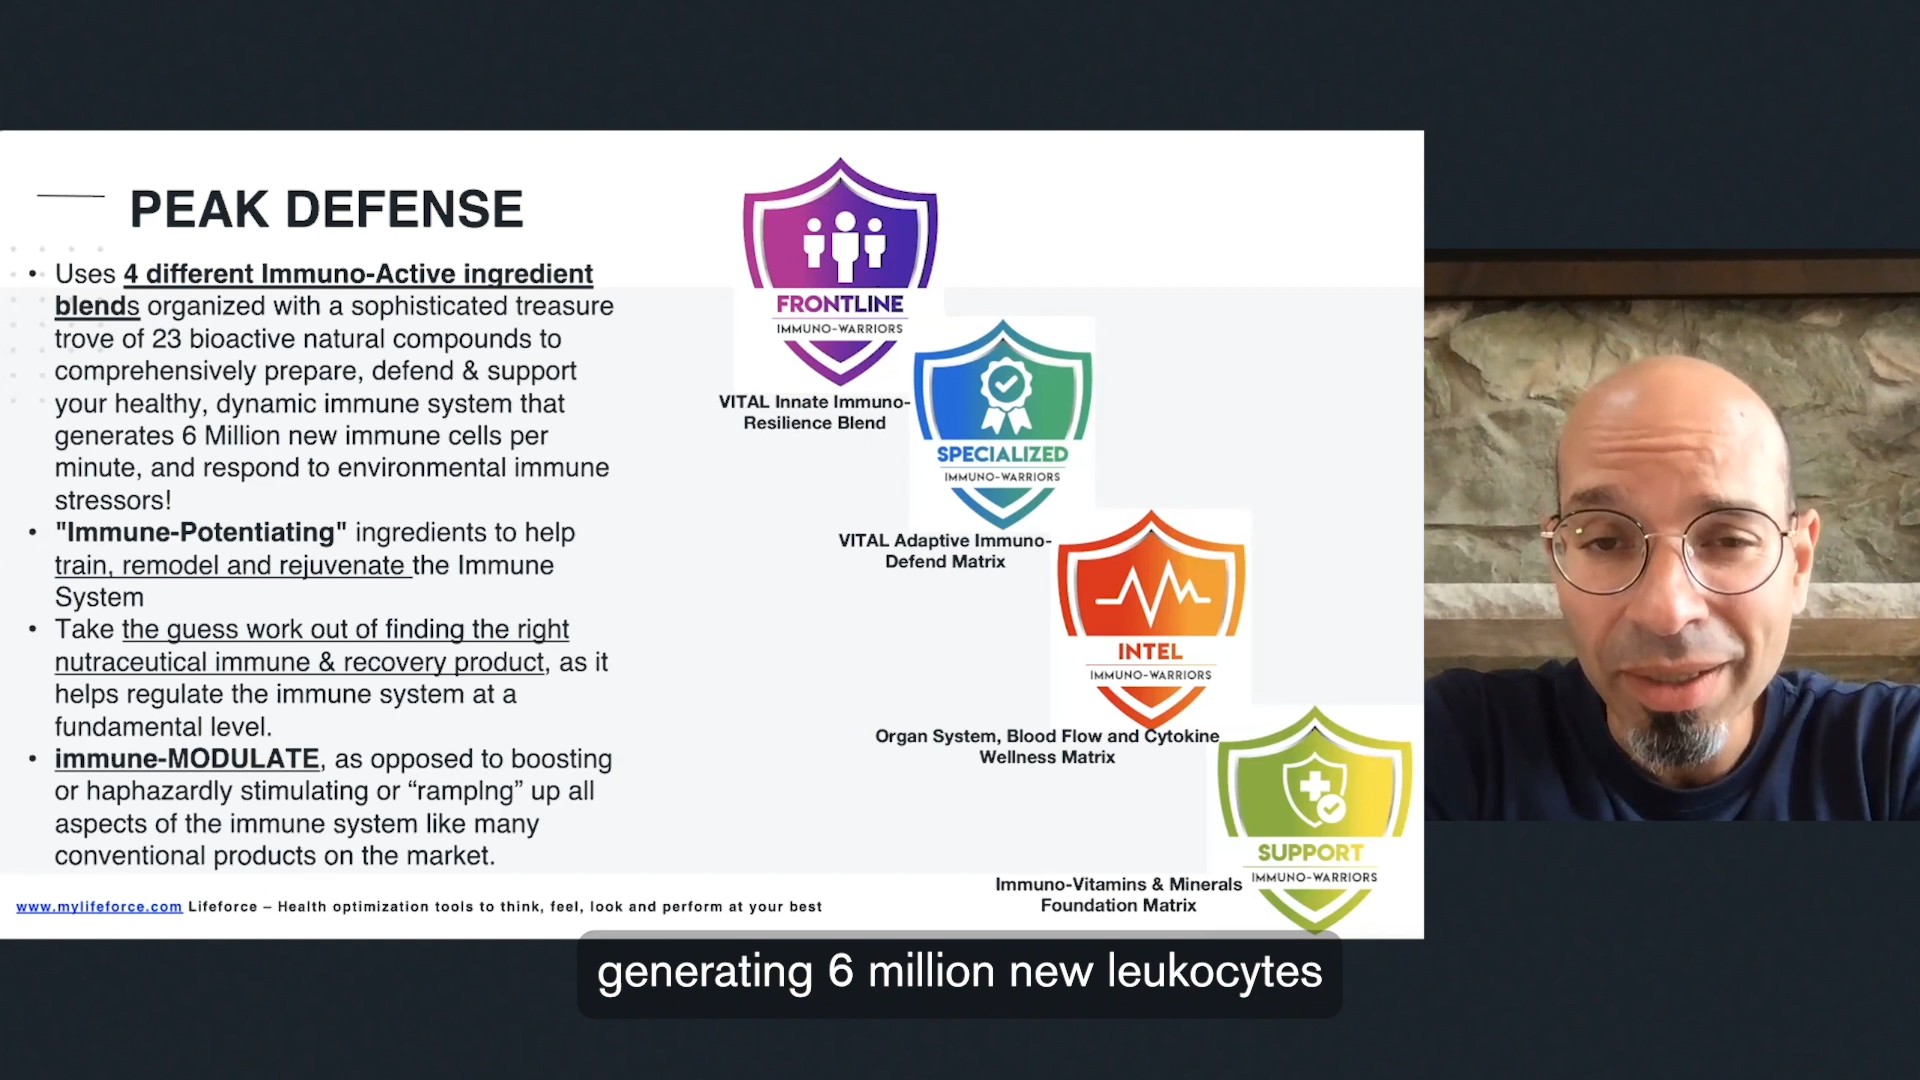 PEAK DEFENSE
• Uses 4 different Immuno-Active ingredient
blends organized with a sophisticated treasure
trove of 23 bioactive natural compounds to
comprehensively prepare, defend & support
your healthy, dynamic immune system that
generates 6 Million new immune cells per
minute, and respond to environmental immune
stressors!
• "Immune-Potentiating" ingredients to help
train, remodel and rejuvenate the Immune
System
• Take the guess work out of finding the right
nutraceutical immune & recovery product, as it
helps regulate the immune system at a
fundamental level.
• immune-MODULATE, as opposed to boosting
or haphazardly stimulating or “rampIng” up all
aspects of the immune system like many
conventional products on the market.
FRONTLINE
IMMUNO-WARRIORS
VITAL Innate Immuno-
Resilience Blend
SPECIALIZED
IMMUNO-WARRIORS
VITAL Adaptive Immuno-
Defend Matrix
INTEL
IMMUNO-WARRIORS
Organ System, Blood Flow and Cytokine
Wellness Matrix
SUPPORT
IMMUNO-WARRIORS
Immuno-Vitamins & Minerals
Foundation Matrix
www.mylifeforce.com Lifeforce – Health optimization tools to think, feel, look and perform at your best
generating 6 million new leukocytes